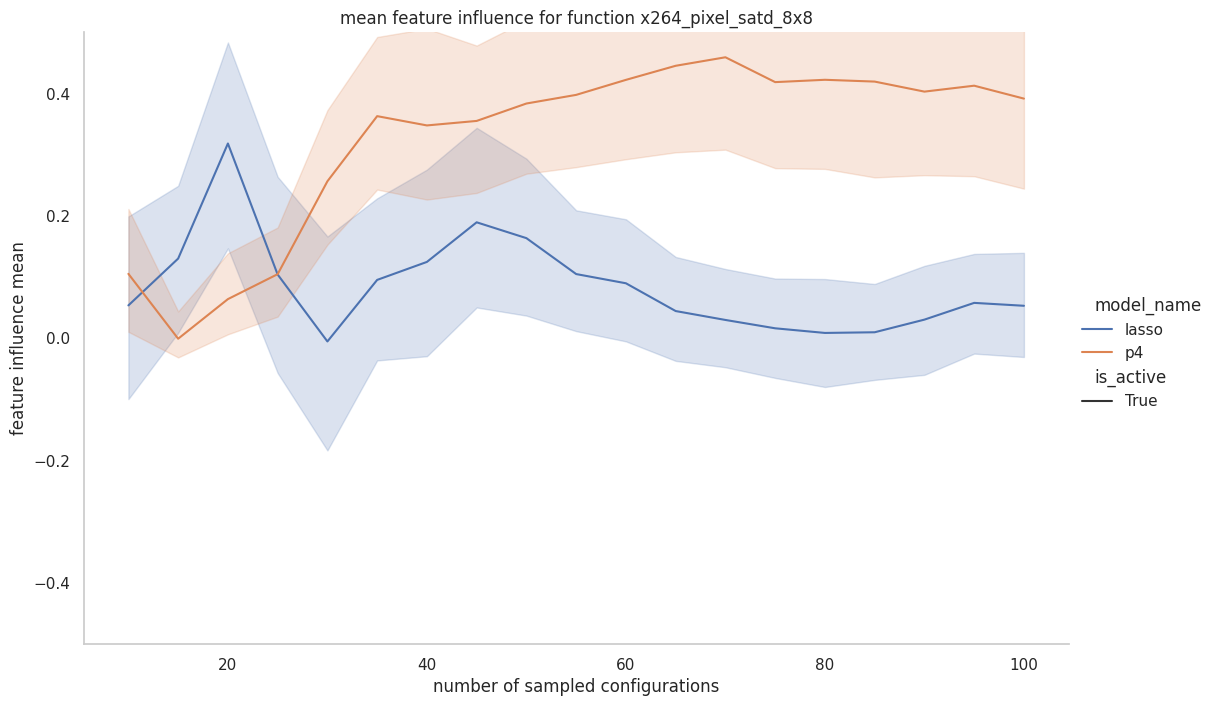 mean feature influence for function x264_pixel_satd_8x8
feature influence mean
0.4
0.2
0.0
−0.2
−0.4
20
40
60
80
100
number of sampled configurations
model_name
lasso
p4
is_active
True